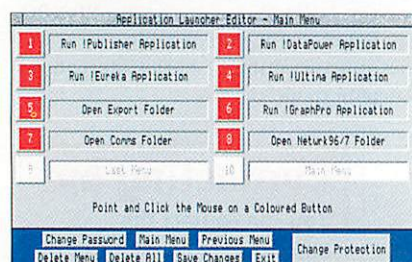 Application Launcher Editor - Main Menu
1 Run !Publisher Application 2 Run !DataPower Application
3 Run !Eureka Application 4 Run !Ultima Application
5 Open Export Folder 6 Run !GraphPro Application
7 Open Comms Folder 8 Open Netwrk96/7 Folder
9 Last Menu 10 Main Menu
Point and Click the Mouse on a Coloured Button
Change Password Main Menu Previous Menu
Change Protection
Delete Menu Delete All Save Changes Exit